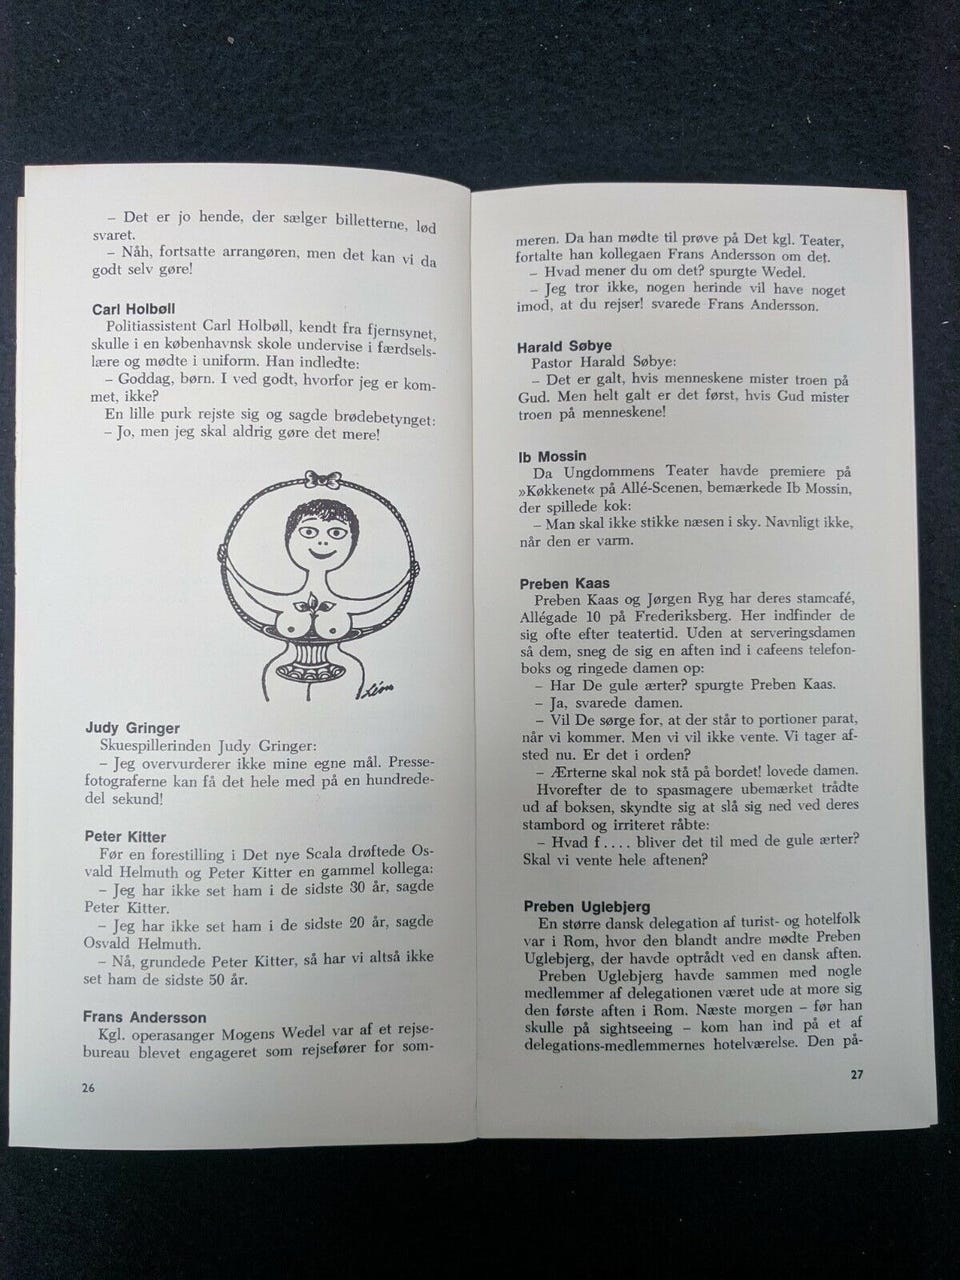 – Det er jo hende, der sælger billetterne, lød
svaret.
– Nåh, fortsatte arrangøren, men det kan vi da
godt selv gøre!
Carl Holbøll
Politiassistent Carl Holbøll, kendt fra fjernsynet,
skulle i en københavnsk skole undervise i færdsels-
lære og mødte i uniform. Han indledte:
– Goddag, børn. I ved godt, hvorfor jeg er kom-
met, ikke?
En lille purk rejste sig og sagde brødebetynget:
– Jo, men jeg skal aldrig gøre det mere!
Léon
Judy Gringer
Skuespillerinden Judy Gringer:
– Jeg overvurderer ikke mine egne mål. Presse-
fotograferne kan få det hele med på en hundrede-
del sekund!
Peter Kitter
Før en forestilling i Det nye Scala drøftede Os-
vald Helmuth og Peter Kitter en gammel kollega:
– Jeg har ikke set ham i de sidste 30 år, sagde
Peter Kitter.
– Jeg har ikke set ham i de sidste 20 år, sagde
Osvald Helmuth.
– Nå, grundede Peter Kitter, så har vi altså ikke
set ham de sidste 50 år.
Frans Andersson
Kgl. operasanger Mogens Wedel var af et rejse-
bureau blevet engageret som rejsefører for som-
26
meren. Da han mødte til prøve på Det kgl. Teater,
fortalte han kollegaen Frans Andersson om det.
– Hvad mener du om det? spurgte Wedel.
– Jeg tror ikke, nogen herinde vil have noget
imod, at du rejser! svarede Frans Andersson.
Harald Søbye
Pastor Harald Søbye:
– Det er galt, hvis menneskene mister troen på
Gud. Men helt galt er det først, hvis Gud mister
troen på menneskene!
Ib Mossin
Da Ungdommens Teater havde premiere på
»Køkkenet« på Allé-Scenen, bemærkede Ib Mossin,
der spillede kok:
– Man skal ikke stikke næsen i sky. Navnligt ikke,
når den er varm.
Preben Kaas
Preben Kaas og Jørgen Ryg har deres stamcafé,
Allégade 10 på Frederiksberg. Her indfinder de
sig ofte efter teatertid. Uden at serveringsdamen
så dem, sneg de sig en aften ind i cafeens telefon-
boks og ringede damen op:
– Har De gule ærter? spurgte Preben Kaas.
– Ja, svarede damen.
– Vil De sørge for, at der står to portioner parat,
når vi kommer. Men vi vil ikke vente. Vi tager af-
sted nu. Er det i orden?
– Ærterne skal nok stå på bordet! lovede damen.
Hvorefter de to spasmagere ubemærket trådte
ud af boksen, skyndte sig at slå sig ned ved deres
stambord og irriteret råbte:
– Hvad f.... bliver det til med de gule ærter?
Skal vi vente hele aftenen?
Preben Uglebjerg
En større dansk delegation af turist- og hotelfolk
var i Rom, hvor den blandt andre mødte Preben
Uglebjerg, der havde optrådt ved en dansk aften.
Preben Uglebjerg havde sammen med nogle
medlemmer af delegationen været ude at more sig
den første aften i Rom. Næste morgen – før han
skulle på sightseeing – kom han ind på et af
delegations-medlemmernes hotelværelse. Den på-
27